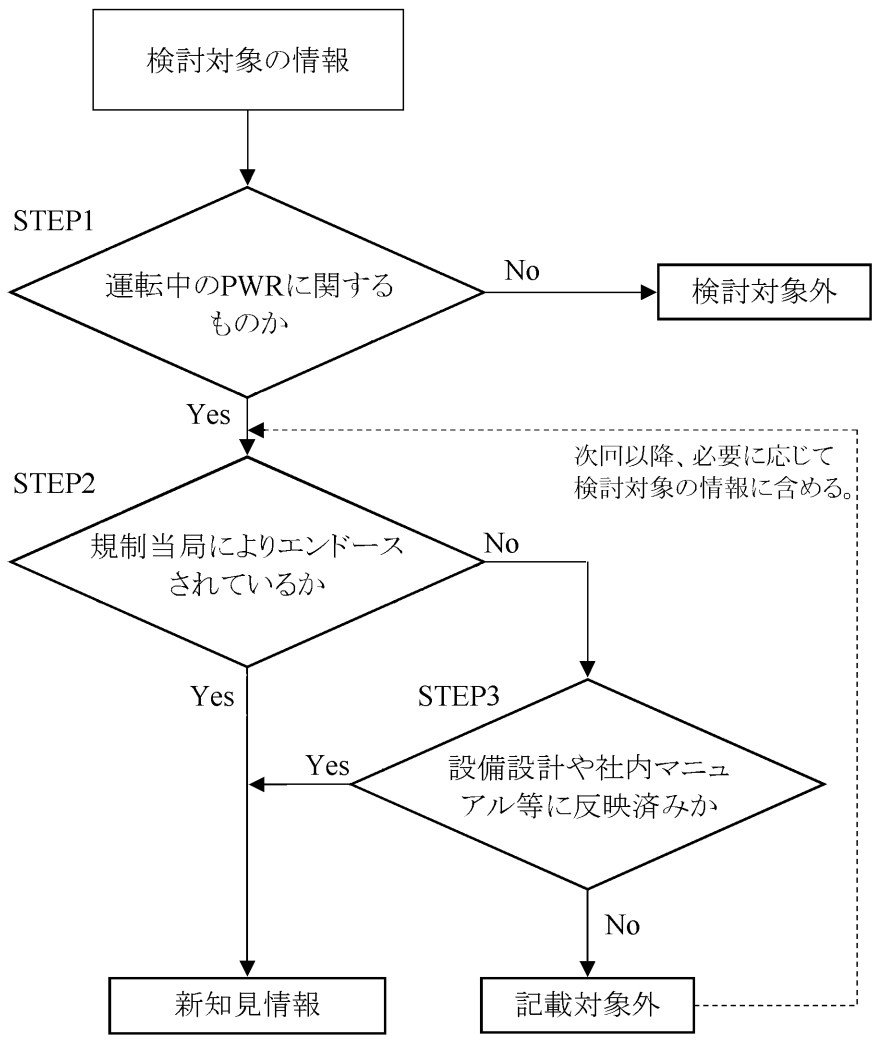 検討対象の情報
STEP1
運転中のPWRに関する
ものか
No
検討対象外
Yes
次回以降、必要に応じて
検討対象の情報に含める。
STEP2
規制当局によりエンドース
されているか
No
Yes
STEP3
Yes
設備設計や社内マニュ
アル等に反映済みか
No
新知見情報
記載対象外